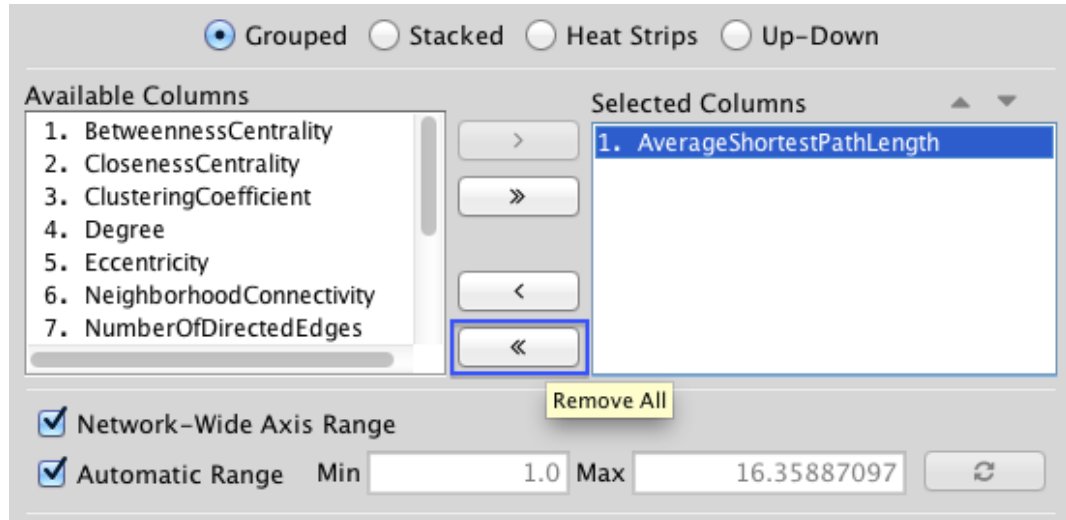 Grouped Stacked Heat Strips Up-Down
Available Columns
1. BetweennessCentrality
2. ClosenessCentrality
3. ClusteringCoefficient
4. Degree
5. Eccentricity
6. NeighborhoodConnectivity
7. NumberOfDirectedEdges
>
»
<
«
Remove All
Selected Columns
1. AverageShortestPathLength
Network-Wide Axis Range
Automatic Range Min 1.0 Max 16.35887097